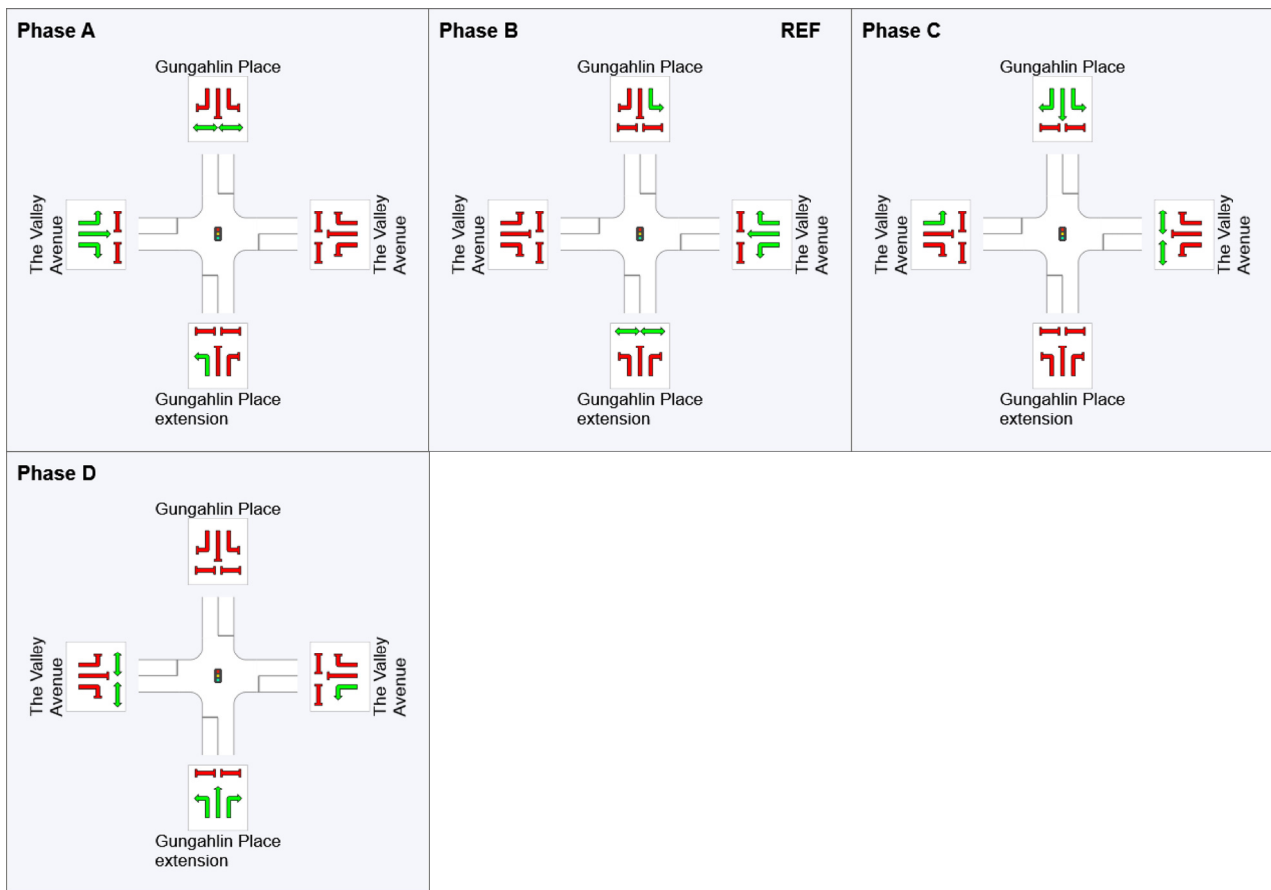 Phase A
Gungahlin Place
The Valley
Avenue
The Valley
Avenue
Gungahlin Place
extension
Phase B
REF
Gungahlin Place
The Valley
Avenue
The Valley
Avenue
Gungahlin Place
extension
Phase C
Gungahlin Place
The Valley
Avenue
The Valley
Avenue
Gungahlin Place
extension
Phase D
Gungahlin Place
The Valley
Avenue
The Valley
Avenue
Gungahlin Place
extension